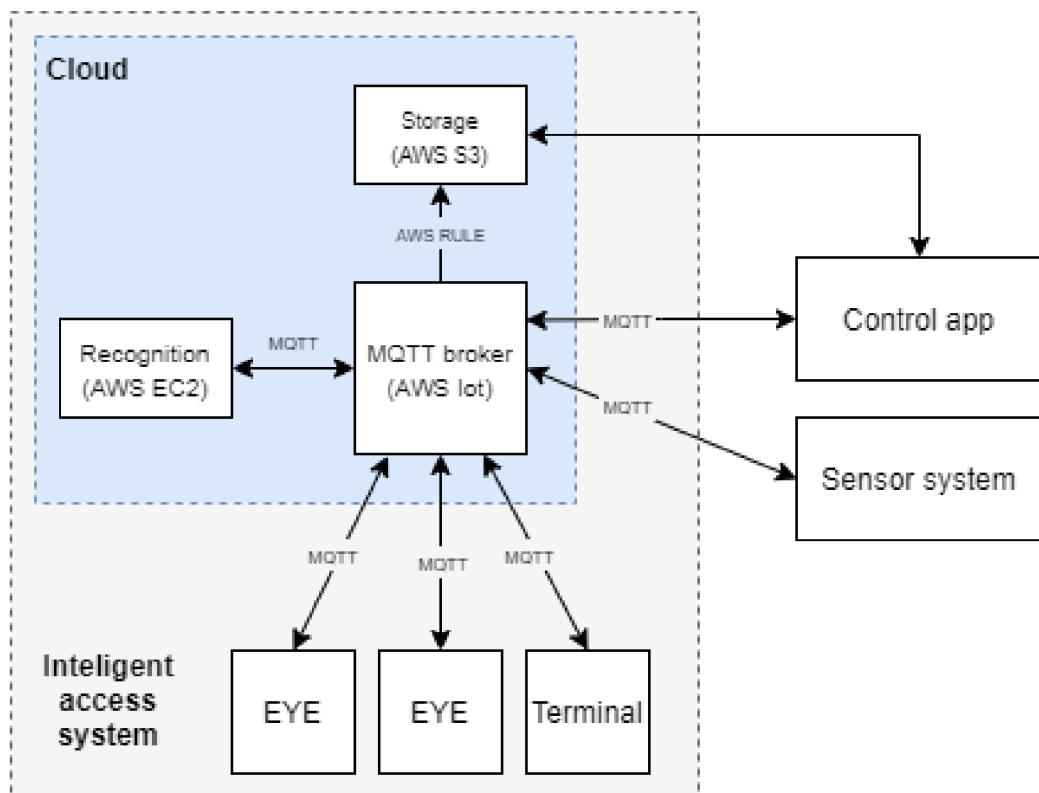 Cloud
Storage
(AWS S3)
AWS RULE
Recognition
(AWS EC2)
MQTT
MQTT broker
(AWS Iot)
MQTT
Control app
MQTT
Sensor system
MQTT
MQTT
MQTT
Inteligent
access
system
EYE
EYE
Terminal